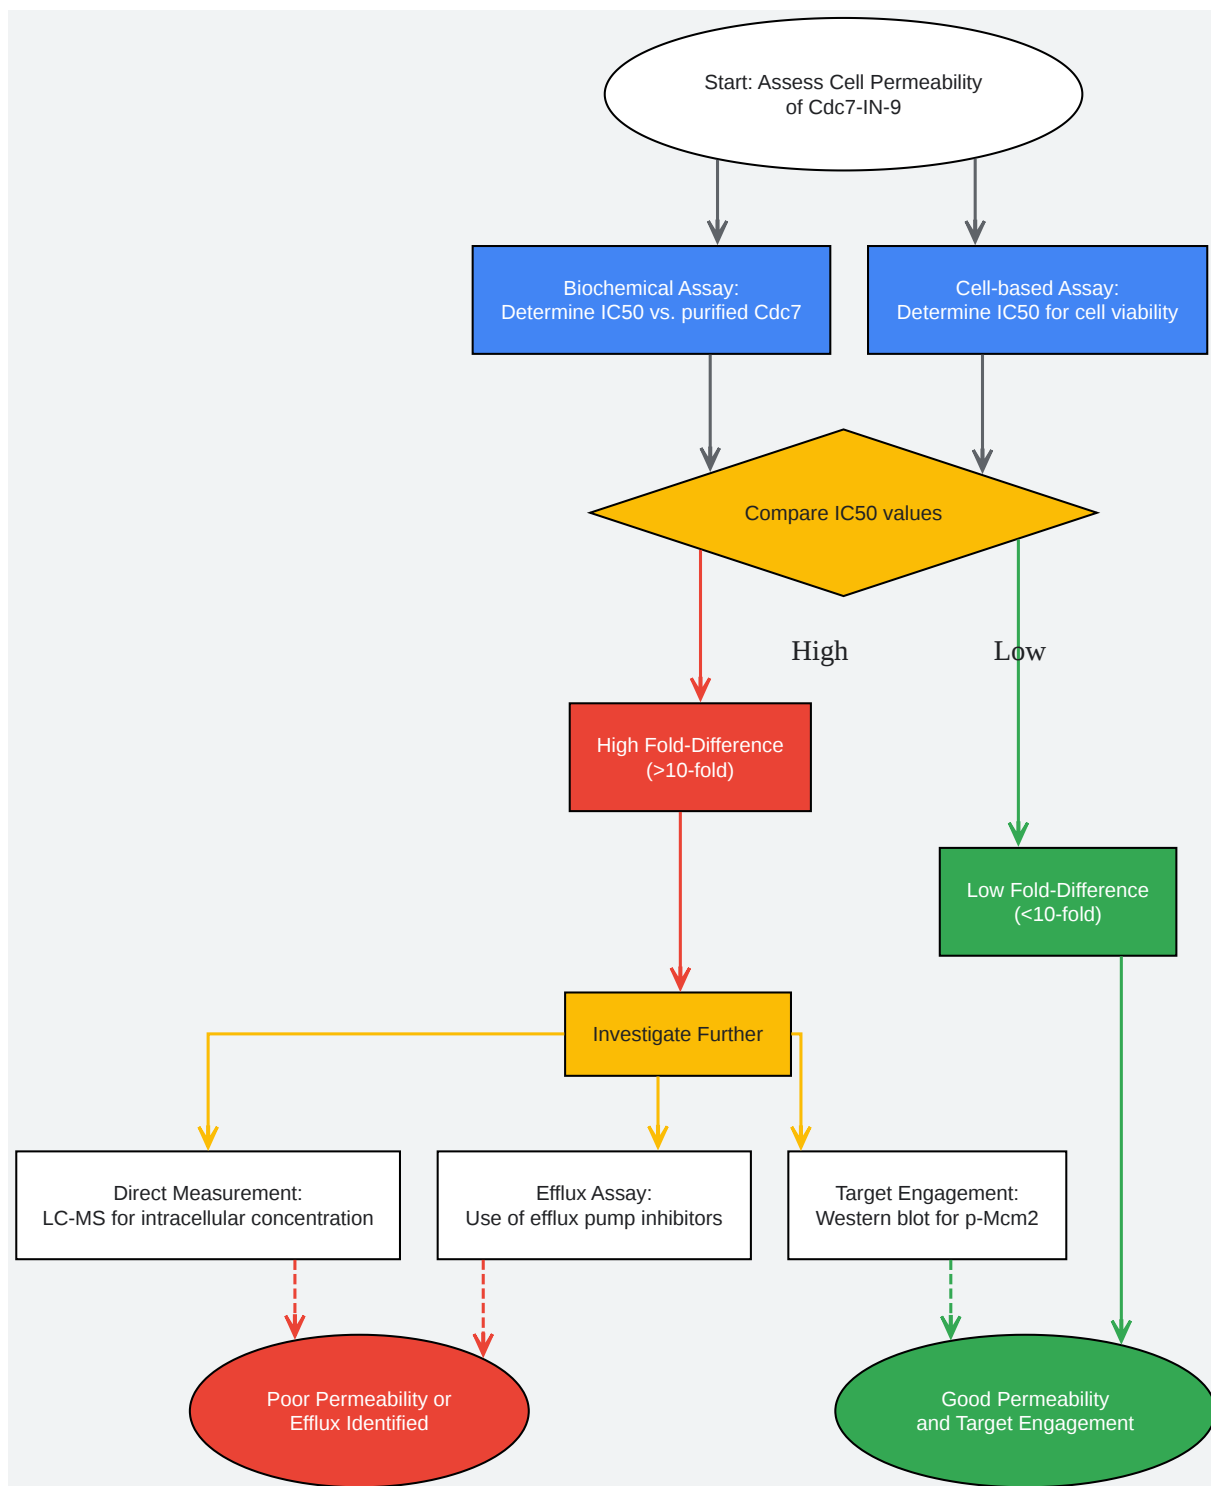 Start: Assess Cell Permeability
of Cdc7-IN-9
Biochemical Assay:
Determine IC50 vs. purified Cdc7
Cell-based Assay:
Determine IC50 for cell viability
Compare IC50 values
High
Low
High Fold-Difference
(>10-fold)
Low Fold-Difference
(<10-fold)
Investigate Further
Direct Measurement:
LC-MS for intracellular concentration
Efflux Assay:
Use of efflux pump inhibitors
Target Engagement:
Western blot for p-Mcm2
Poor Permeability or
Efflux Identified
Good Permeability
and Target Engagement